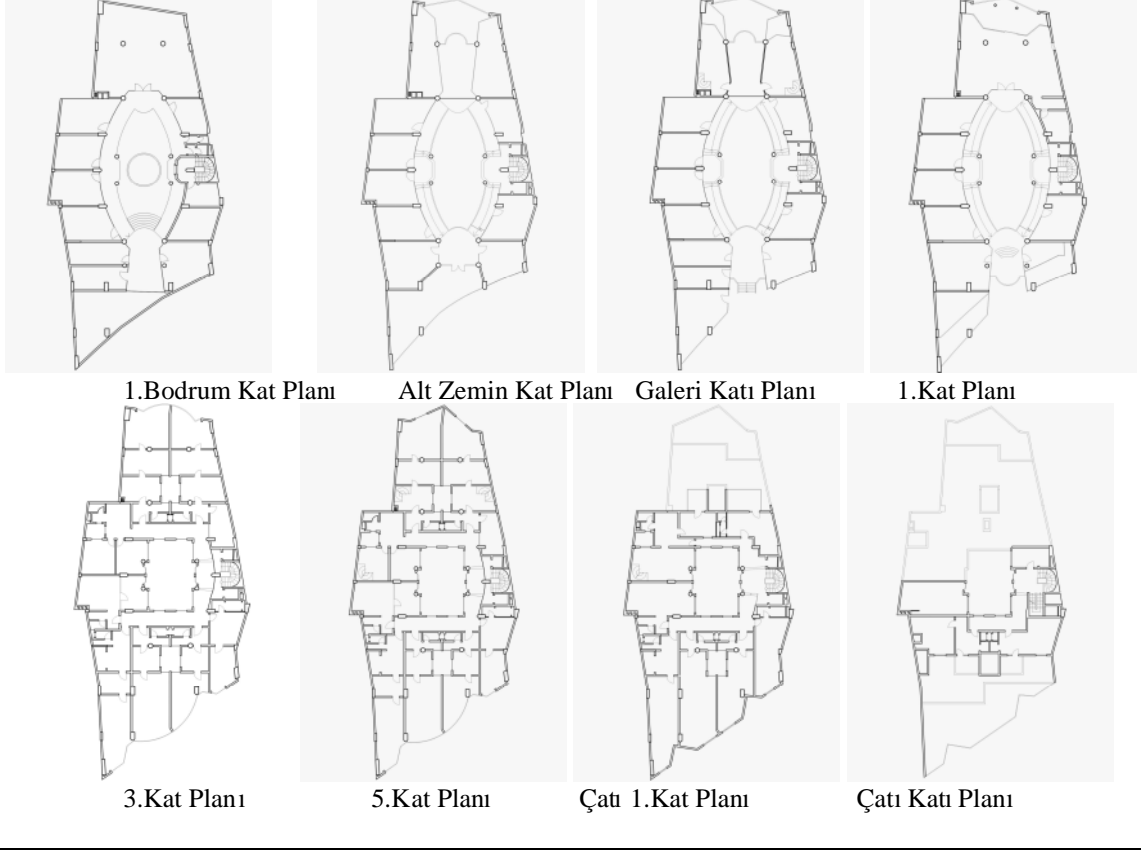 1.Bodrum Kat Planı Alt Zemin Kat Planı Galeri Katı Planı 1.Kat Planı
3.Kat Planı 5.Kat Planı Çatı 1.Kat Planı Çatı Katı Planı